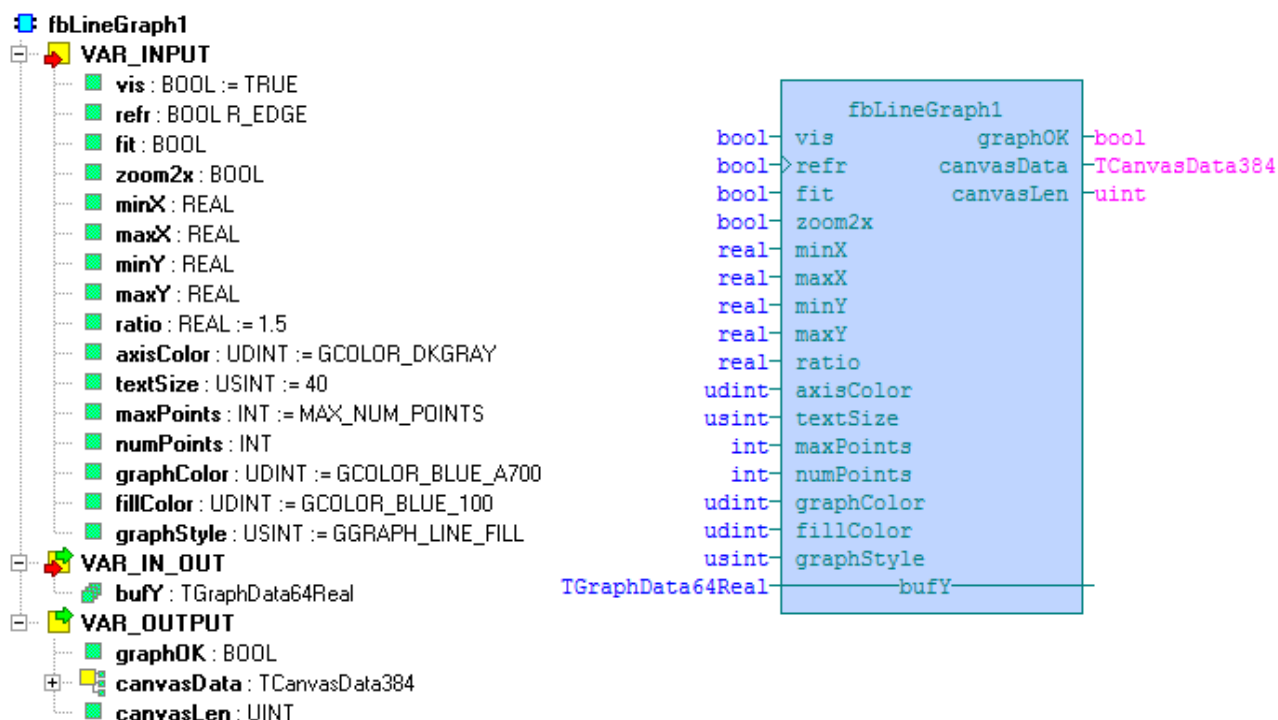 fbLineGraph1
VAR_INPUT
vis : BOOL := TRUE
refr : BOOL R_EDGE
fit : BOOL
zoom2x : BOOL
minX : REAL
maxX : REAL
minY : REAL
maxY : REAL
ratio : REAL := 1.5
axisColor : UDINT := GCOLOR_DKGRAY
textSize : USINT := 40
maxPoints : INT := MAX_NUM_POINTS
numPoints : INT
graphColor : UDINT := GCOLOR_BLUE_A700
fillColor : UDINT := GCOLOR_BLUE_100
graphStyle : USINT := GGRAPH_LINE_FILL
VAR_IN_OUT
bufY : TGraphData64Real
VAR_OUTPUT
graphOK : BOOL
canvasData : TCanvasData384
canvasLen : UINT
fbLineGraph1
bool vis graphOK bool
bool refr canvasData TCanvasData384
bool fit canvasLen uint
bool zoom2x
real minX
real maxX
real minY
real maxY
real ratio
udint axisColor
usint textSize
int maxPoints
int numPoints
udint graphColor
udint fillColor
usint graphStyle
TGraphData64Real bufY